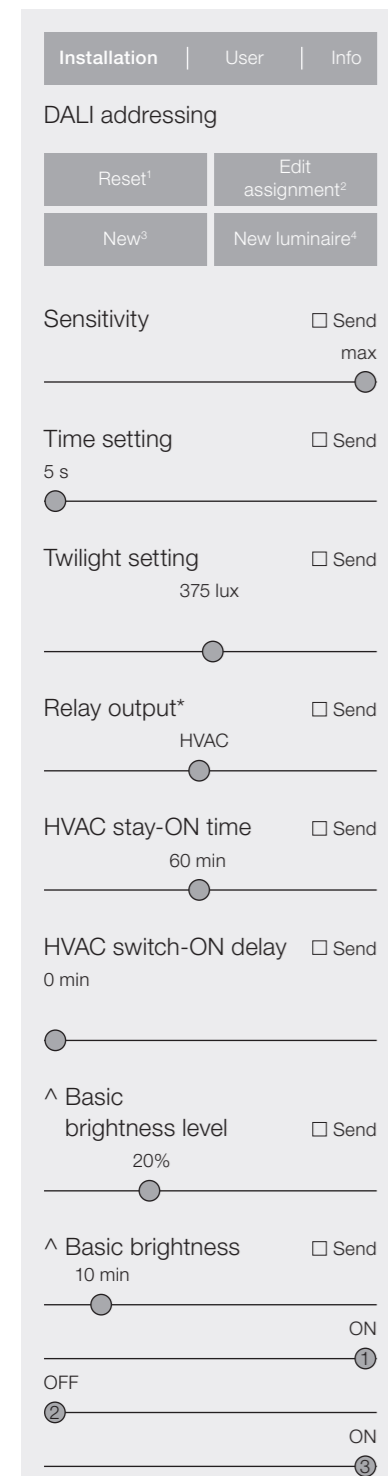 Installation | User | Info
DALI addressing
Reset¹ Edit
assignment²
New³ New luminaire⁴
Sensitivity ☐ Send
max
Time setting ☐ Send
5 s
Twilight setting ☐ Send
375 lux
Relay output* ☐ Send
HVAC
HVAC stay-ON time ☐ Send
60 min
HVAC switch-ON delay ☐ Send
0 min
^ Basic
brightness level ☐ Send
20%
^ Basic brightness ☐ Send
10 min
ON
1
OFF
2
ON
3